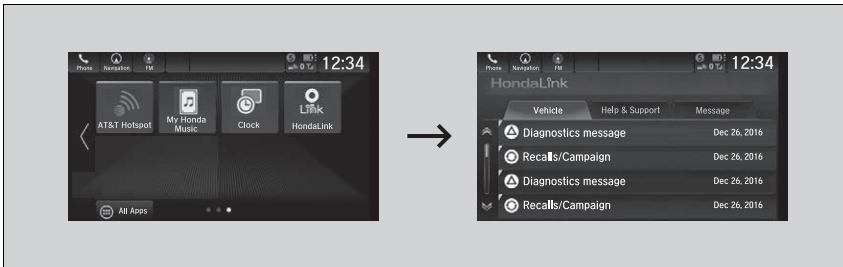 Phone Navigation FM 12:34
AT&T Hotspot
My Honda
Music
Clock
Link
HondaLink
All Apps
Phone Navigation FM 12:34
HondaLink
Vehicle Help & Support Message
Diagnostics message Dec 26, 2016
Recalls/Campaign Dec 26, 2016
Diagnostics message Dec 26, 2016
Recalls/Campaign Dec 26, 2016